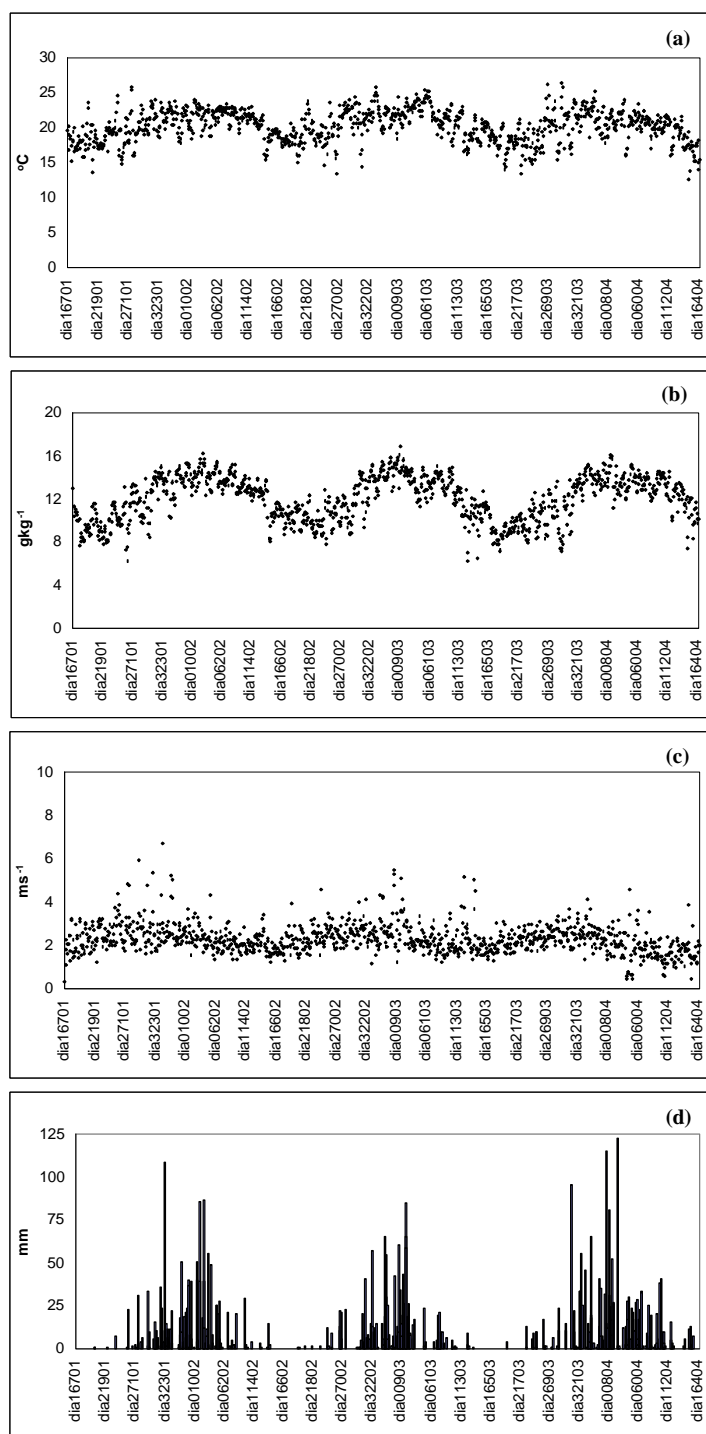 (a)
30
25
20
15
10
5
0
ºC
dia16701
dia21901
dia27101
dia32301
dia01002
dia06202
dia11402
dia16602
dia21802
dia27002
dia32202
dia00903
dia06103
dia11303
dia16503
dia21703
dia26903
dia32103
dia00804
dia06004
dia11204
dia16404
(b)
20
16
12
8
4
0
gkg-1
dia16701
dia21901
dia27101
dia32301
dia01002
dia06202
dia11402
dia16602
dia21802
dia27002
dia32202
dia00903
dia06103
dia11303
dia16503
dia21703
dia26903
dia32103
dia00804
dia06004
dia11204
dia16404
(c)
10
8
6
4
2
0
ms-1
dia16701
dia21901
dia27101
dia32301
dia01002
dia06202
dia11402
dia16602
dia21802
dia27002
dia32202
dia00903
dia06103
dia11303
dia16503
dia21703
dia26903
dia32103
dia00804
dia06004
dia11204
dia16404
(d)
125
100
75
50
25
0
mm
dia16701
dia21901
dia27101
dia32301
dia01002
dia06202
dia11402
dia16602
dia21802
dia27002
dia32202
dia00903
dia06103
dia11303
dia16503
dia21703
dia26903
dia32103
dia00804
dia06004
dia11204
dia16404